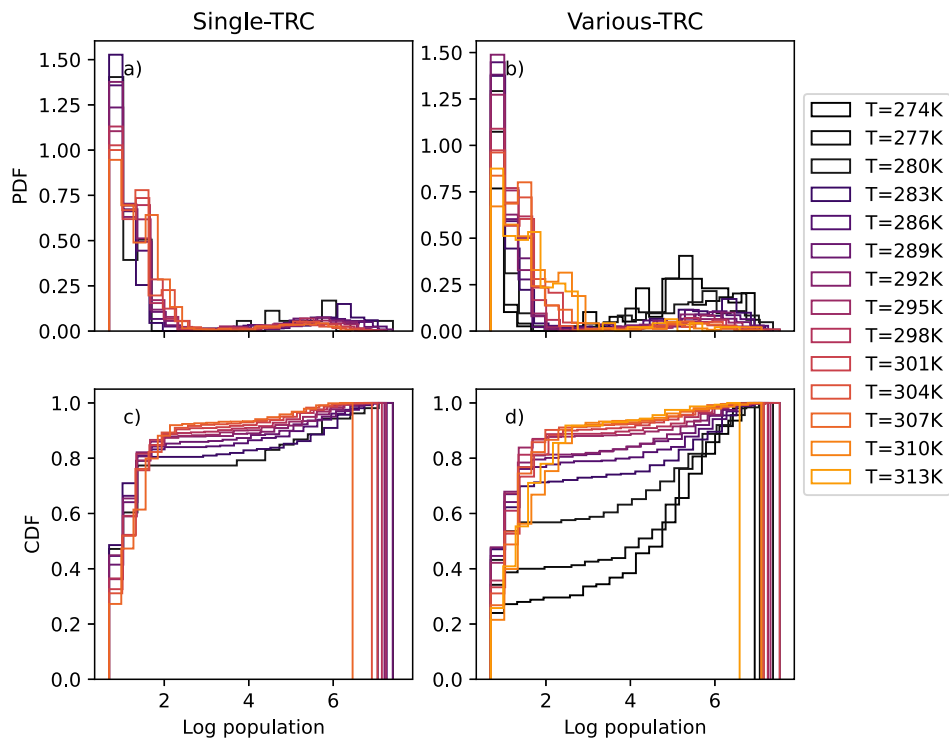 Single-TRC
Various-TRC
1.50
1.25
1.00
0.75
0.50
0.25
0.00
PDF
a)
1.50
1.25
1.00
0.75
0.50
0.25
0.00
b)
T=274K
T=277K
T=280K
T=283K
T=286K
T=289K
T=292K
T=295K
T=298K
T=301K
T=304K
T=307K
T=310K
T=313K
1.0
0.8
0.6
0.4
0.2
0.0
CDF
c)
2 4 6
Log population
1.0
0.8
0.6
0.4
0.2
0.0
d)
2 4 6
Log population